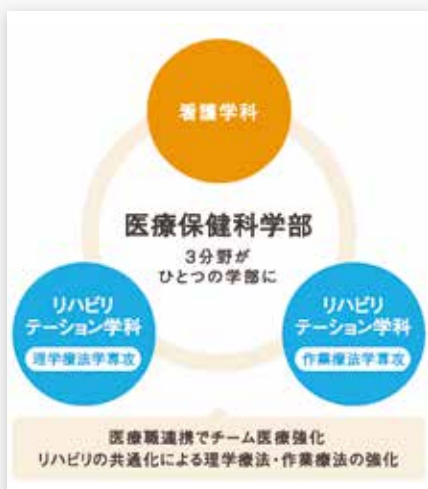 看護学科
医療保健科学部
3分野が
ひとつの学部に
リハビリ
テーション学科
理学療法学専攻
リハビリ
テーション学科
作業療法学専攻
医療職連携でチーム医療強化
リハビリの共通化による理学療法・作業療法の強化